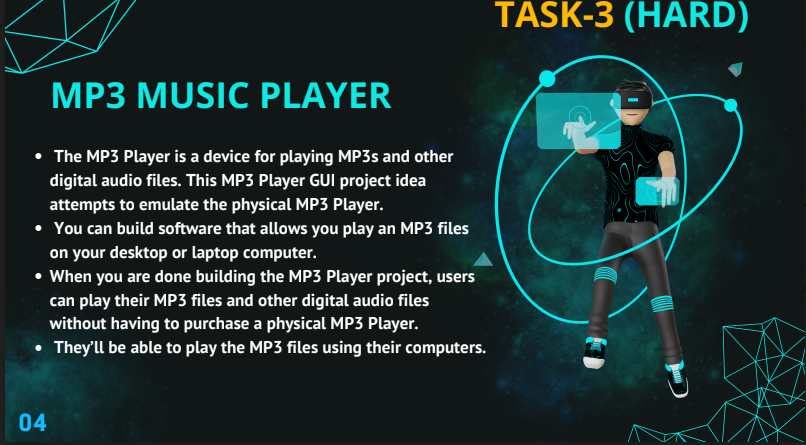 TASK-3 (HARD)
MP3 MUSIC PLAYER
• The MP3 Player is a device for playing MP3s and other
digital audio files. This MP3 Player GUI project idea
attempts to emulate the physical MP3 Player.
• You can build software that allows you play an MP3 files
on your desktop or laptop computer.
• When you are done building the MP3 Player project, users
can play their MP3 files and other digital audio files
without having to purchase a physical MP3 Player.
• They’ll be able to play the MP3 files using their computers.
04